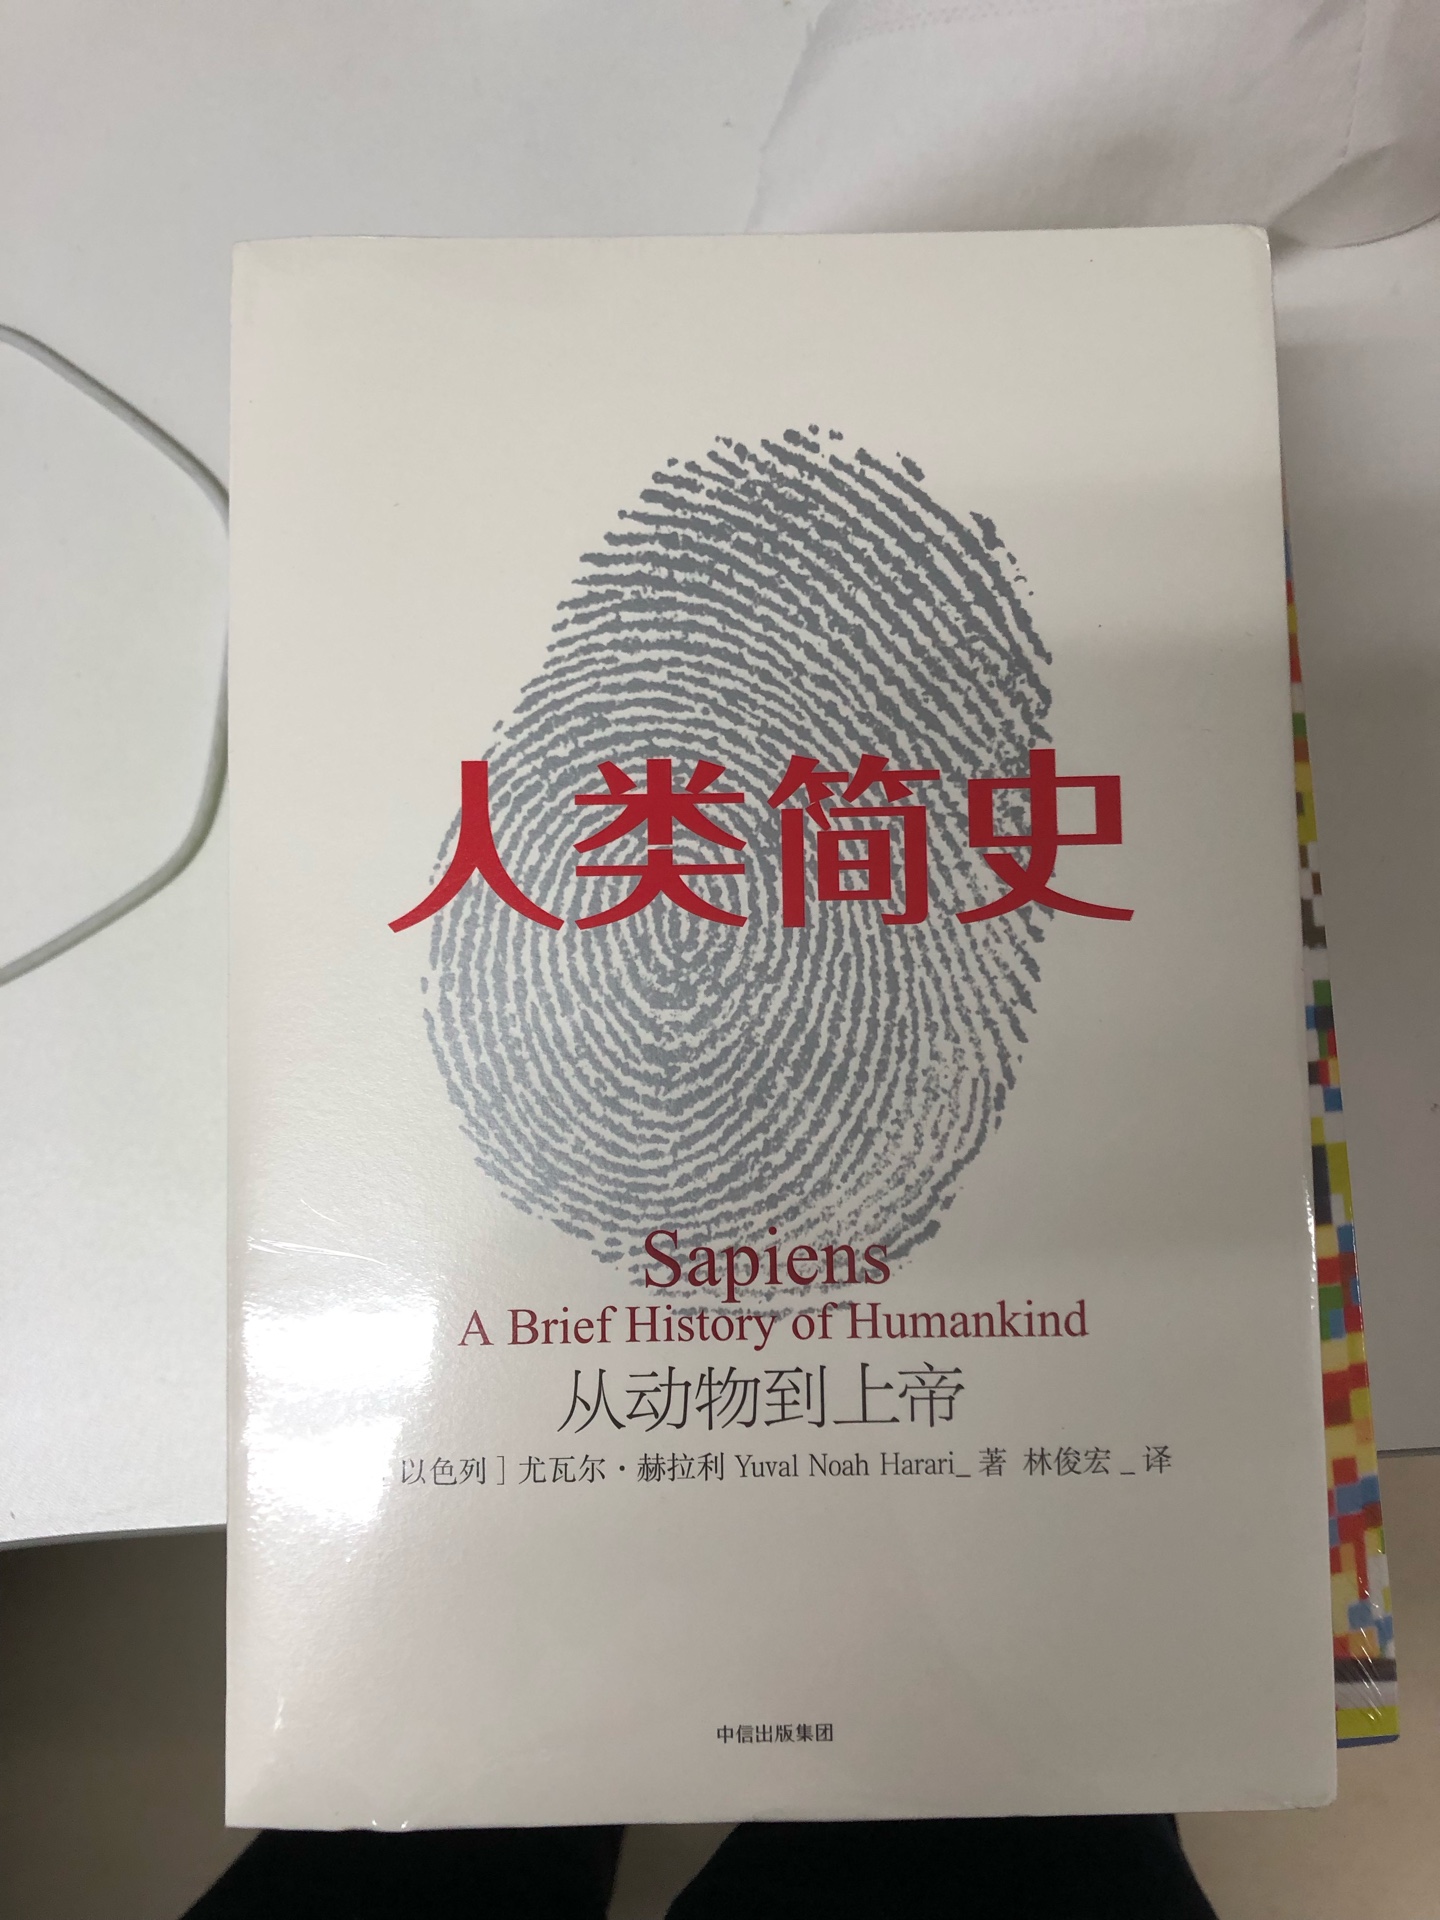 人类简史
Sapiens
A Brief History of Humankind
从动物到上帝
以色列］尤瓦尔·赫拉利 Yuval Noah Harari_ 著 林俊宏 _ 译
中信出版集团